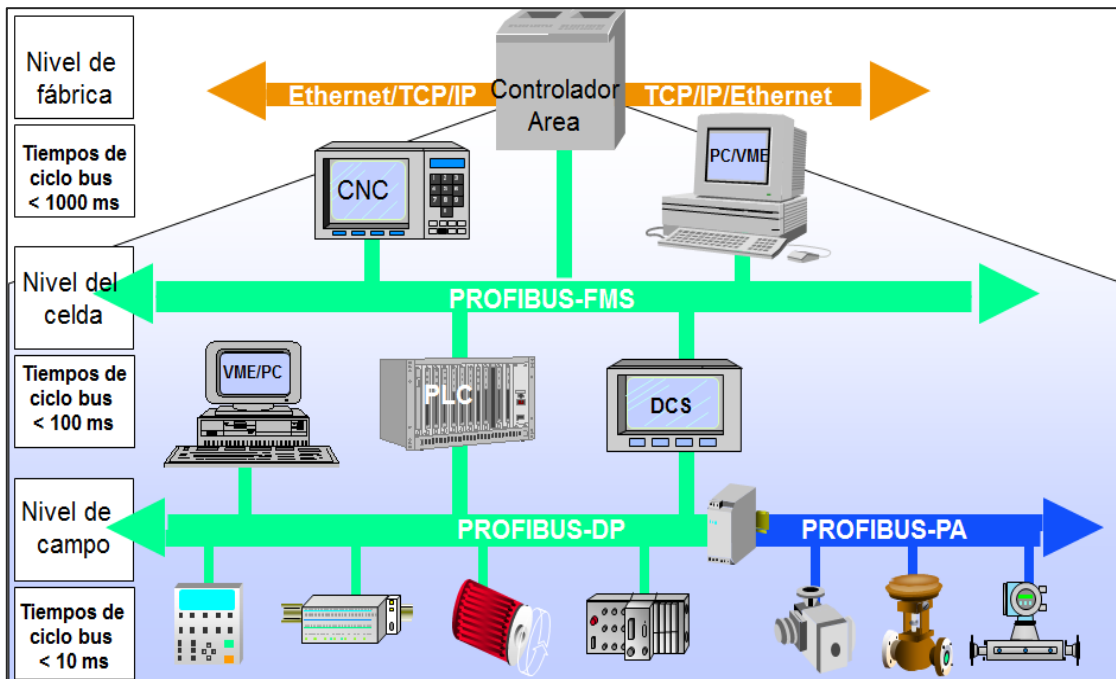 Nivel de
fábrica
Ethernet/TCP/IP
Controlador
Area
TCP/IP/Ethernet
Tiempos de
ciclo bus
< 1000 ms
CNC
PC/VME
Nivel del
celda
PROFIBUS-FMS
Tiempos de
ciclo bus
< 100 ms
VME/PC
PLC
DCS
Nivel de
campo
PROFIBUS-DP
PROFIBUS-PA
Tiempos de
ciclo bus
< 10 ms